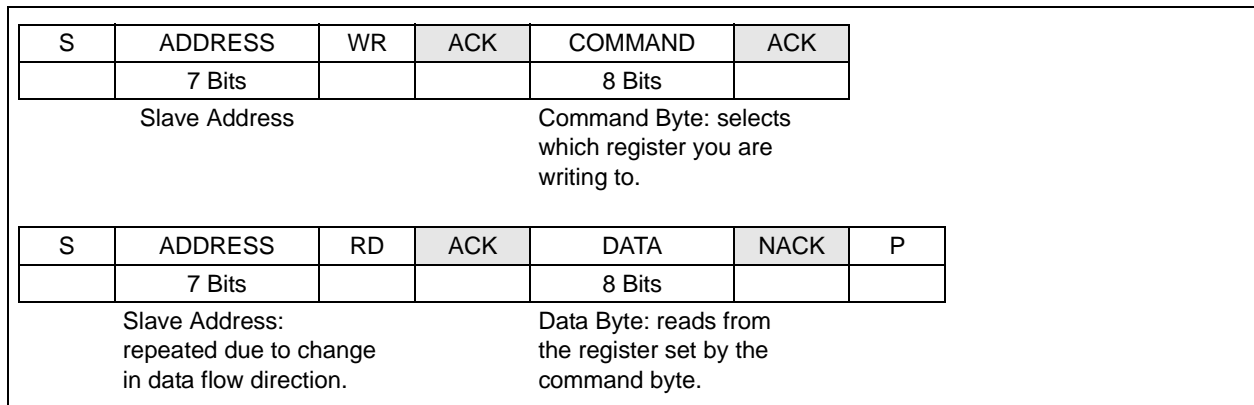 S ADDRESS WR ACK COMMAND ACK
7 Bits 8 Bits
Slave Address
Command Byte: selects
which register you are
writing to.
S ADDRESS RD ACK DATA NACK P
7 Bits 8 Bits
Slave Address:
repeated due to change
in data flow direction.
Data Byte: reads from
the register set by the
command byte.